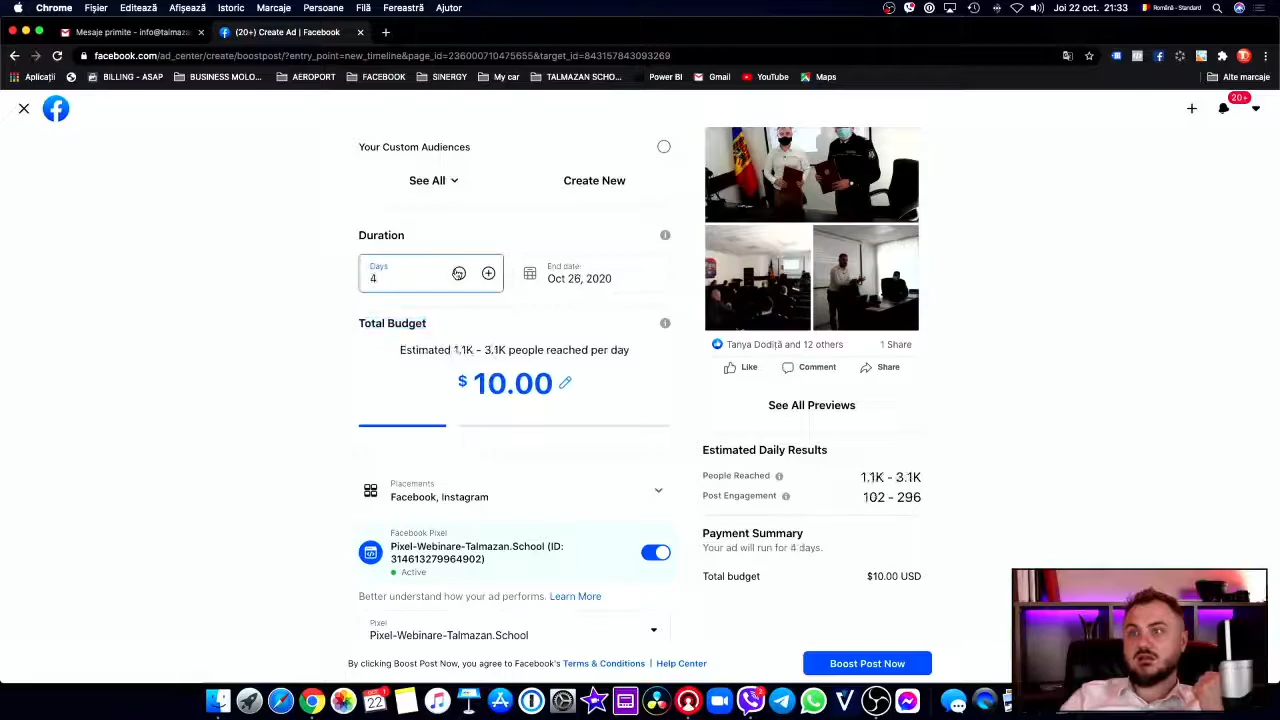 Chrome Fișier Editează Afișează Istoric Marcaje Persoane Filă Fereastră Ajutor
Joi 22 oct. 21:33
Română - Standard
Mesaje primite - info@talmaza
(20+) Create Ad | Facebook
facebook.com/ad_center/create/boostpost/?entry_point=new_timeline&page_id=236000710475655&target_id=843157843093269
Aplicații
BILLING - ASAP
BUSINESS MOLO...
AEROPORT
FACEBOOK
SINERGY
My car
TALMAZAN SCHO...
Power BI
Gmail
YouTube
Maps
Alte marcaje
20+
Your Custom Audiences
See All
Create New
Duration
Days
4
End date:
Oct 26, 2020
Total Budget
Estimated 1.1K - 3.1K people reached per day
$ 10.00
Placements
Facebook, Instagram
Facebook Pixel
Pixel-Webinare-Talmazan.School (ID:
314613279964902)
Active
Better understand how your ad performs. Learn More
Pixel
Pixel-Webinare-Talmazan.School
Tanya Dodiță and 12 others
1 Share
Like
Comment
Share
See All Previews
Estimated Daily Results
People Reached
1.1K - 3.1K
Post Engagement
102 - 296
Payment Summary
Your ad will run for 4 days.
Total budget
$10.00 USD
By clicking Boost Post Now, you agree to Facebook's Terms & Conditions | Help Center
Boost Post Now
22